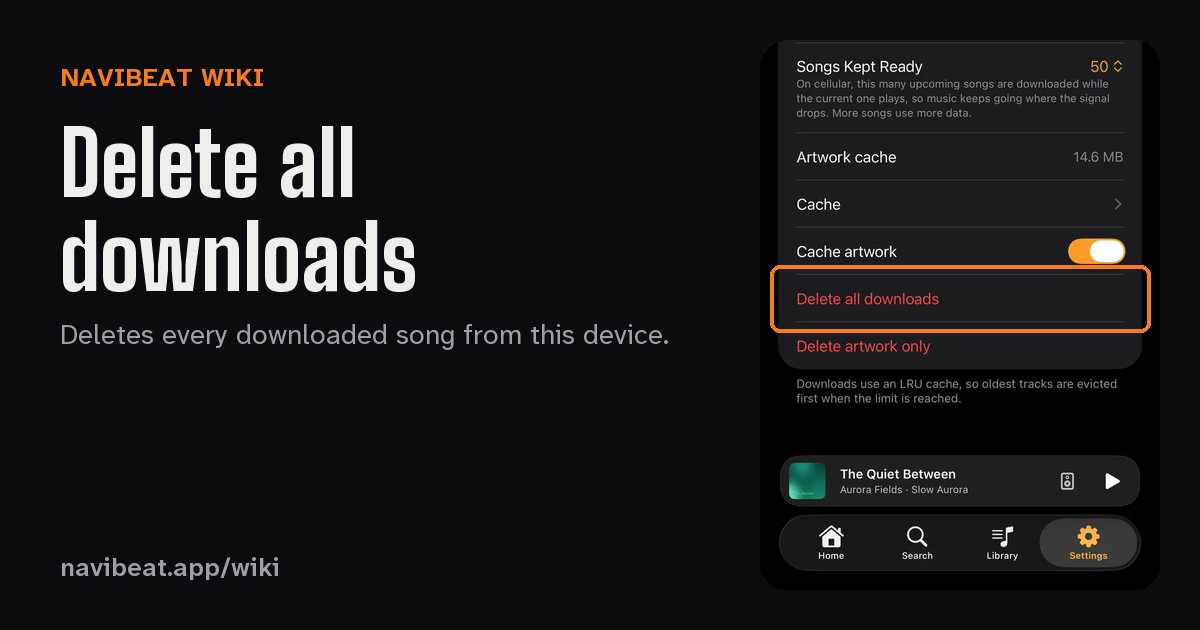 NAVIBEAT WIKI
Delete all
downloads
Deletes every downloaded song from this device.
navibeat.app/wiki
Songs Kept Ready 50
On cellular, this many upcoming songs are downloaded while
the current one plays, so music keeps going where the signal
drops. More songs use more data.
Artwork cache 14.6 MB
Cache
Cache artwork
Delete all downloads
Delete artwork only
Downloads use an LRU cache, so oldest tracks are evicted
first when the limit is reached.
The Quiet Between
Aurora Fields · Slow Aurora
Home Search Library Settings